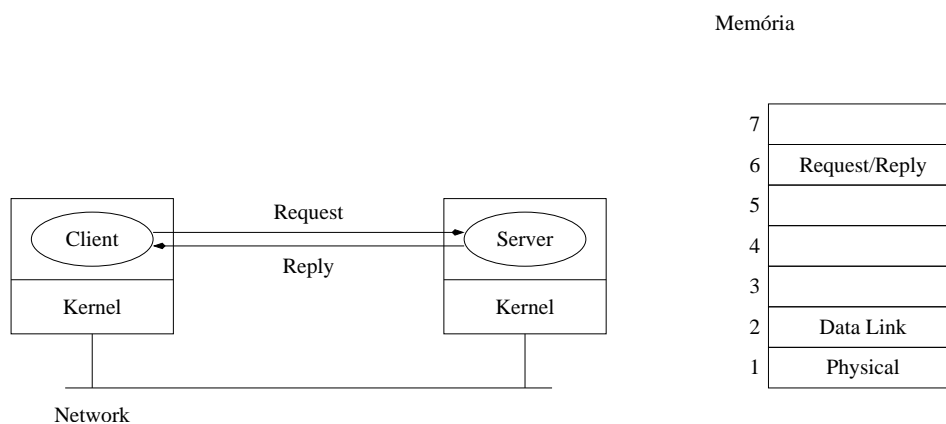 Memória
Request
Client
Server
Reply
Kernel
Kernel
Network
7
6 Request/Reply
5
4
3
2 Data Link
1 Physical